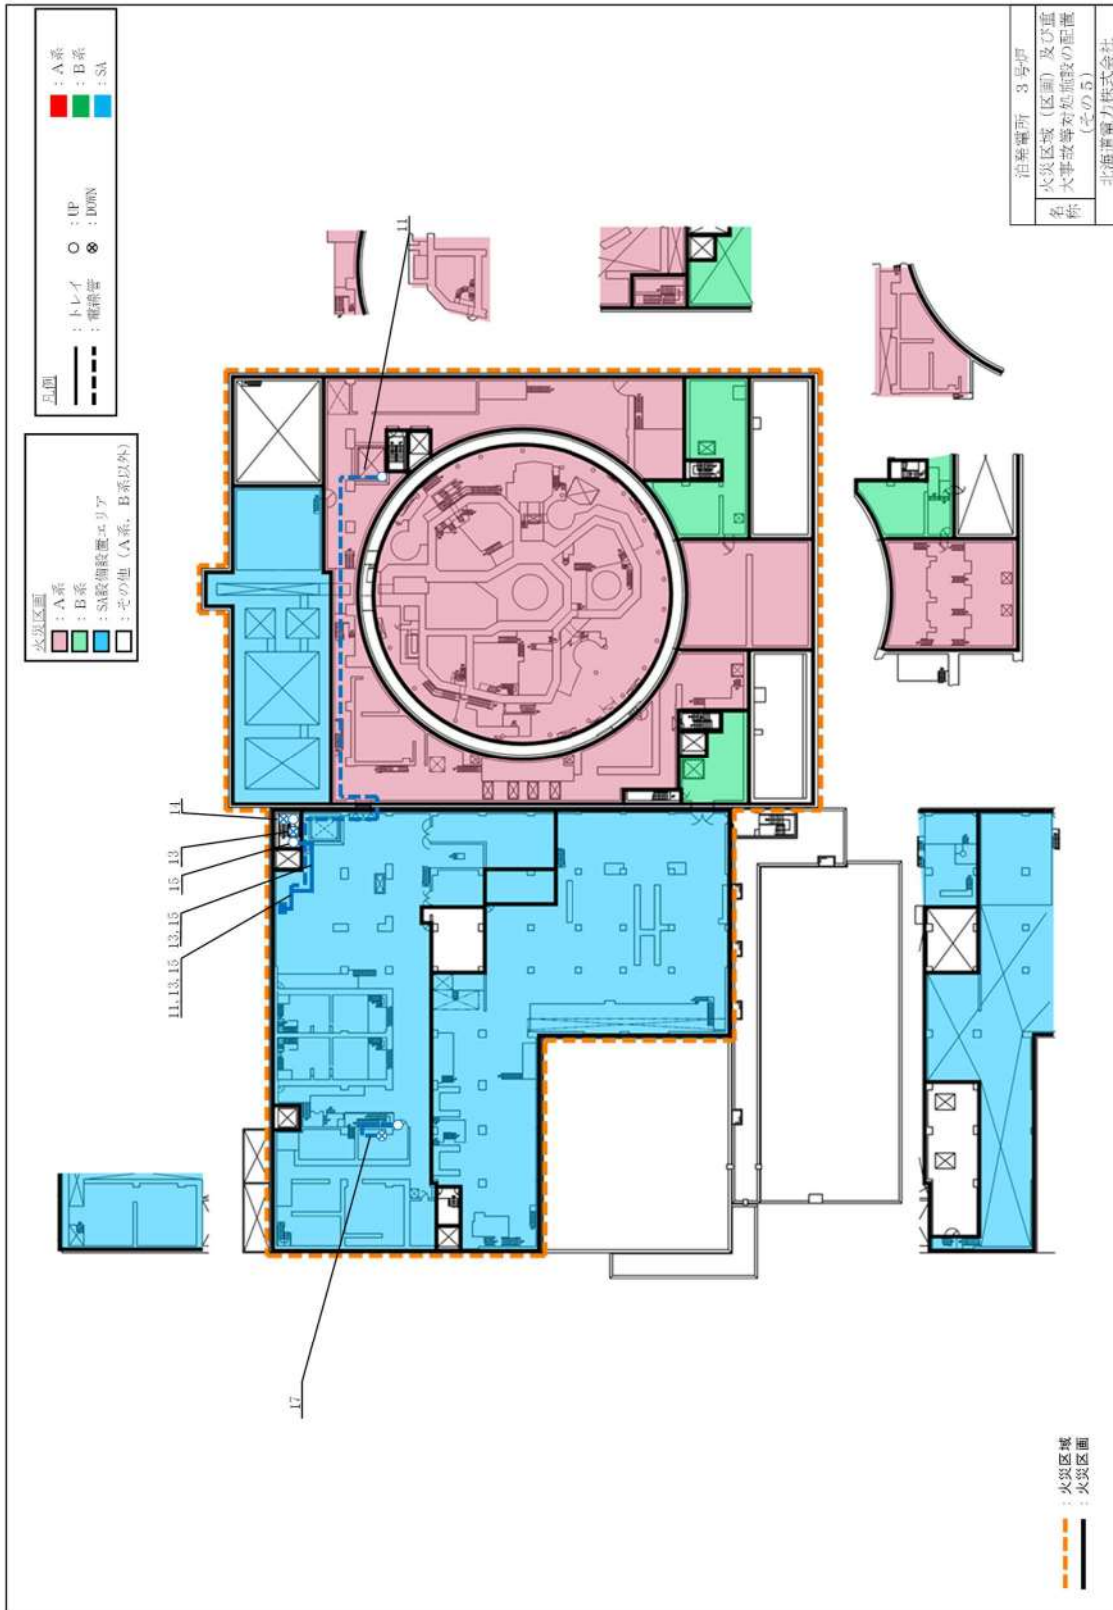 火災区画
：A系
：B系
：SA設備設置エリア
：その他（A系、B系以外）
凡例
：トレイ
：電線管
○ ：UP
⊗ ：DOWN
：A系
：B系
：SA
11
14
13
15
13,15
11,13,15
17
：火災区域
：火災区画
泊発電所 3号炉
名称
火災区域（区画）及び重
大事故等対処施設の配置
（その5）
北海道電力株式会社